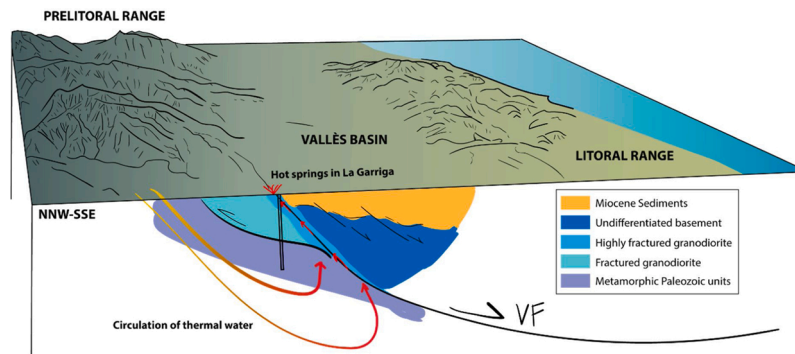 PRELITORAL RANGE
VALLÈS BASIN
Hot springs in La Garriga
LITORAL RANGE
NNW-SSE
Miocene Sediments
Undifferentiated basement
Highly fractured granodiorite
Fractured granodiorite
Metamorphic Paleozoic units
Circulation of thermal water
VF